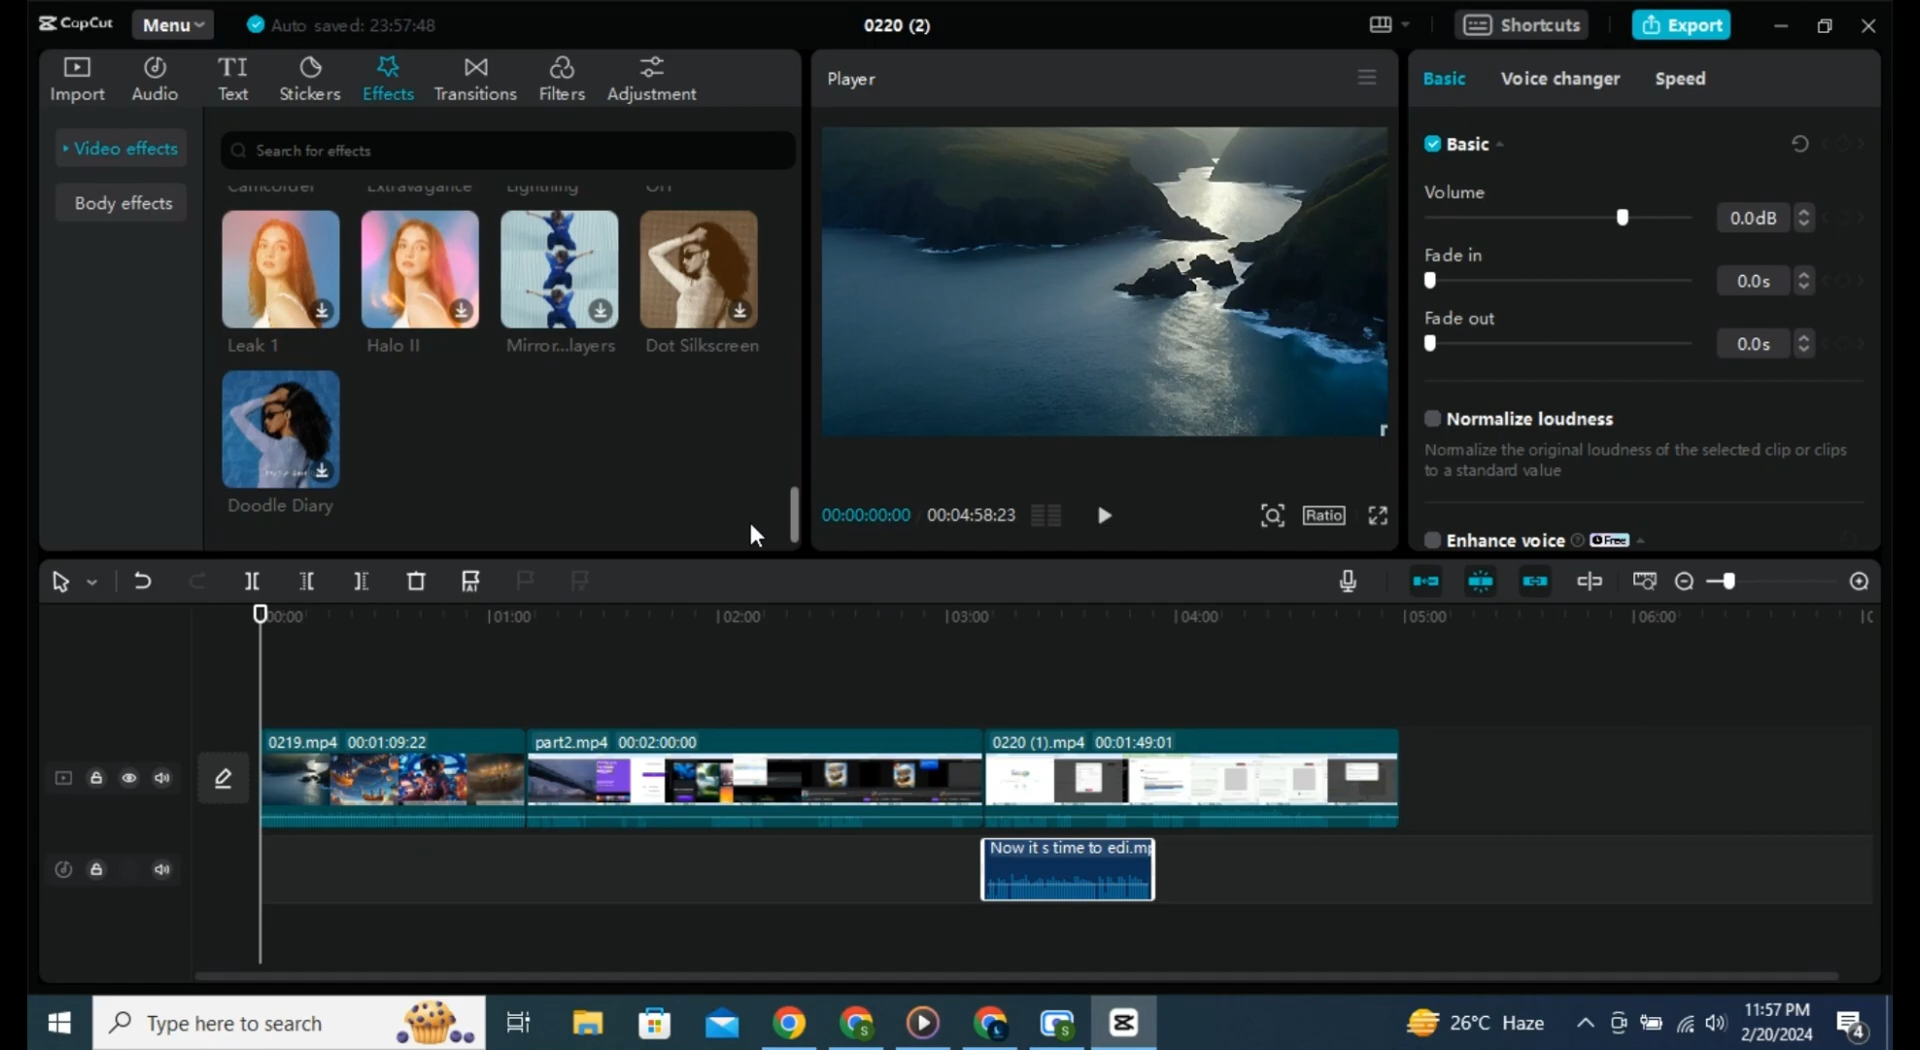 CapCut
Menu
Auto saved: 23:57:48
0220 (2)
Shortcuts
Export
Import
Audio
TI
Text
Stickers
Effects
Transitions
Filters
Adjustment
Video effects
Body effects
Search for effects
Camcorder
Extravagance
Lightning
Leak 1
Halo II
Mirror...layers
Dot Silkscreen
Doodle Diary
Player
00:00:00:00
00:04:58:23
Ratio
Basic
Voice changer
Speed
Basic
Volume
0.0dB
Fade in
0.0s
Fade out
0.0s
Normalize loudness
Normalize the original loudness of the selected clip or clips
to a standard value
Enhance voice
Free
00:00
01:00
02:00
03:00
04:00
05:00
06:00
0219.mp4 00:01:09:22
part2.mp4 00:02:00:00
0220 (1).mp4 00:01:49:01
Now it s time to edi.mp
Type here to search
26°C Haze
11:57 PM
2/20/2024
4